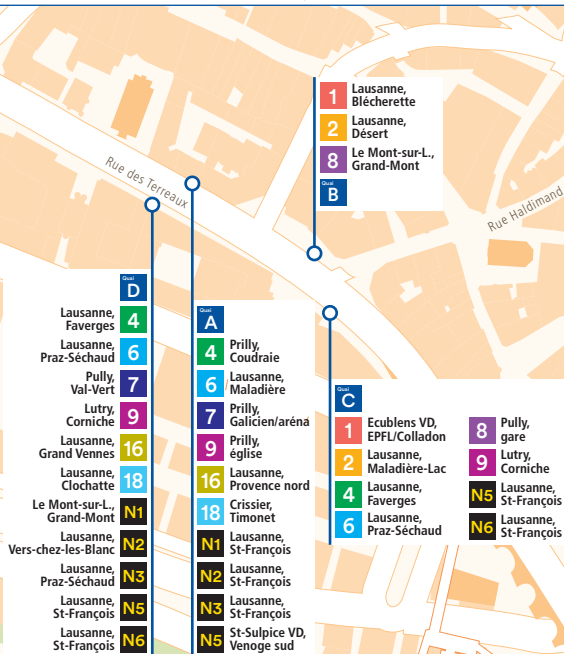 Rue des Terreaux
Rue Haldimand
1 Lausanne,
Blécherette
2 Lausanne,
Désert
8 Le Mont-sur-L.,
Grand-Mont
Quai
B
Quai
D
Lausanne,
Faverges 4
Lausanne,
Praz-Séchaud 6
Pully,
Val-Vert 7
Lutry,
Corniche 9
Lausanne,
Grand Vennes 16
Lausanne,
Clochatte 18
Le Mont-sur-L.,
Grand-Mont N1
Lausanne,
Vers-chez-les-Blanc N2
Lausanne,
Praz-Séchaud N3
Lausanne,
St-François N5
Lausanne,
St-François N6
Quai
A
4 Prilly,
Coudraie
6 Lausanne,
Maladière
7 Prilly,
Galicien/aréna
9 Prilly,
église
16 Lausanne,
Provence nord
18 Crissier,
Timonet
N1 Lausanne,
St-François
N2 Lausanne,
St-François
N3 Lausanne,
St-François
N5 St-Sulpice VD,
Venoge sud
Quai
C
1 Ecublens VD,
EPFL/Colladon
2 Lausanne,
Maladière-Lac
4 Lausanne,
Faverges
6 Lausanne,
Praz-Séchaud
8 Pully,
gare
9 Lutry,
Corniche
N5 Lausanne,
St-François
N6 Lausanne,
St-François